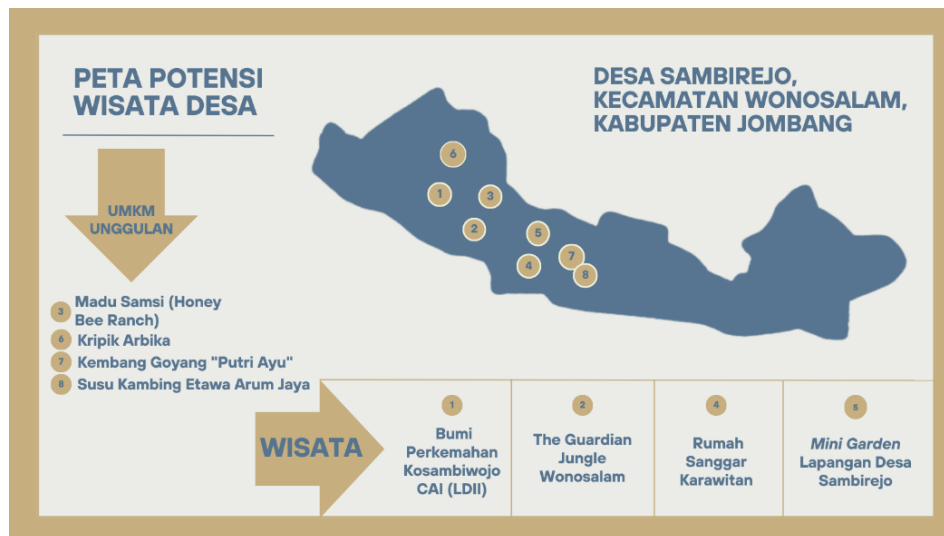 PETA POTENSI
WISATA DESA
DESA SAMBIREJO,
KECAMATAN WONOSALAM,
KABUPATEN JOMBANG
6
1
3
2
5
4
7
8
UMKM
UNGGULAN
3 Madu Samsi (Honey
Bee Ranch)
6 Kripik Arbika
7 Kembang Goyang "Putri Ayu"
8 Susu Kambing Etawa Arum Jaya
WISATA
1
Bumi
Perkemahan
Kosambiwojo
CAI (LDII)
2
The Guardian
Jungle
Wonosalam
4
Rumah
Sanggar
Karawitan
5
Mini Garden
Lapangan Desa
Sambirejo